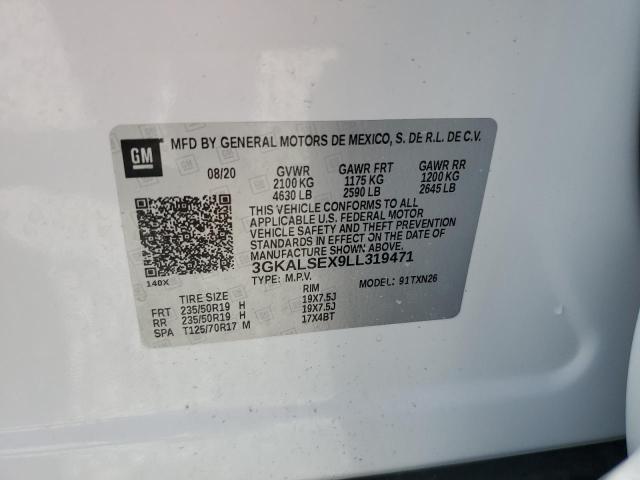 GM
MFD BY GENERAL MOTORS DE MEXICO, S. DE R.L. DE C.V.
08/20 GVWR GAWR FRT GAWR RR
2100 KG 1175 KG 1200 KG
4630 LB 2590 LB 2645 LB
THIS VEHICLE CONFORMS TO ALL
APPLICABLE U.S. FEDERAL MOTOR
VEHICLE SAFETY AND THEFT PREVENTION
STANDARDS IN EFFECT ON THE DATE OF
MANUFACTURE SHOWN ABOVE.
3GKALSEX9LL319471
140X
TYPE: M.P.V. MODEL: 91TXN26
TIRE SIZE RIM
FRT 235/50R19 H 19X7.5J
RR 235/50R19 H 19X7.5J
SPA T125/70R17 M 17X4BT